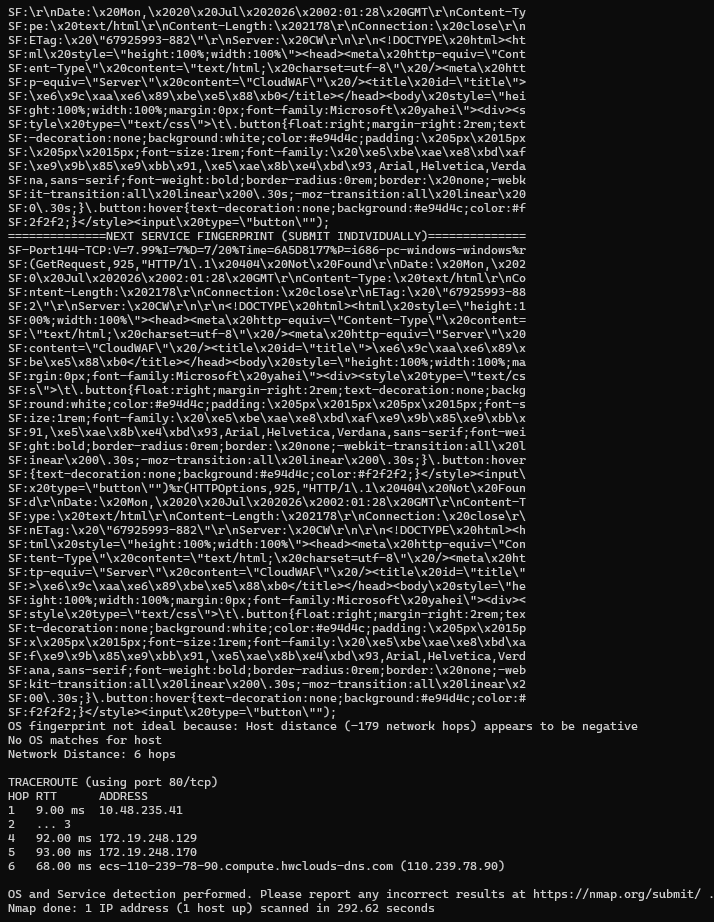 SF:\r\nDate:\x20Mon,\x2020\x20Jul\x202026\x2002:01:28\x20GMT\r\nContent-Ty
SF:pe:\x20text/html\r\nContent-Length:\x202178\r\nConnection:\x20close\r\n
SF:ETag:\x20\"67925993-882\"\r\nServer:\x20CW\r\n\r\n<!DOCTYPE\x20html><ht
SF:ml\x20style=\"height:100%;width:100%\"><head><meta\x20http-equiv=\"Cont
SF:ent-Type\"\x20content=\"text/html;\x20charset=utf-8\"\x20/><meta\x20htt
SF:p-equiv=\"Server\"\x20content=\"CloudWAF\"\x20/><title\x20id=\"title\">
SF:\xe6\x9c\xaa\xe6\x89\xbe\xe5\x88\xb0</title></head><body\x20style=\"hei
SF:ght:100%;width:100%;margin:0px;font-family:Microsoft\x20yahei\"><div><s
SF:tyle\x20type=\"text/css\">\t\.button{float:right;margin-right:2rem;text
SF:-decoration:none;background:white;color:#e94d4c;padding:\x205px\x2015px
SF:\x205px\x2015px;font-size:1rem;font-family:\x20\xe5\xbe\xae\xe8\xbd\xaf
SF:\xe9\x9b\x85\xe9\xbb\x91,\xe5\xae\x8b\xe4\xbd\x93,Arial,Helvetica,Verda
SF:na,sans-serif;font-weight:bold;border-radius:0rem;border:\x20none;-webk
SF:it-transition:all\x20linear\x200\.30s;-moz-transition:all\x20linear\x20
SF:0\.30s;}\.button:hover{text-decoration:none;background:#e94d4c;color:#f
SF:2f2f2;}</style><input\x20type=\"button\"");
==============NEXT SERVICE FINGERPRINT (SUBMIT INDIVIDUALLY)==============
SF-Port144-TCP:V=7.99%I=7%D=7/20%Time=6A5D8177%P=i686-pc-windows-windows%r
SF:(GetRequest,925,"HTTP/1\.1\x20404\x20Not\x20Found\r\nDate:\x20Mon,\x202
SF:0\x20Jul\x202026\x2002:01:28\x20GMT\r\nContent-Type:\x20text/html\r\nCo
SF:ntent-Length:\x202178\r\nConnection:\x20close\r\nETag:\x20\"67925993-88
SF:2\"\r\nServer:\x20CW\r\n\r\n<!DOCTYPE\x20html><html\x20style=\"height:1
SF:00%;width:100%\"><head><meta\x20http-equiv=\"Content-Type\"\x20content=
SF:\"text/html;\x20charset=utf-8\"\x20/><meta\x20http-equiv=\"Server\"\x20
SF:content=\"CloudWAF\"\x20/><title\x20id=\"title\">\xe6\x9c\xaa\xe6\x89\x
SF:be\xe5\x88\xb0</title></head><body\x20style=\"height:100%;width:100%;ma
SF:rgin:0px;font-family:Microsoft\x20yahei\"><div><style\x20type=\"text/cs
SF:s\">\t\.button{float:right;margin-right:2rem;text-decoration:none;backg
SF:round:white;color:#e94d4c;padding:\x205px\x2015px\x205px\x2015px;font-s
SF:ize:1rem;font-family:\x20\xe5\xbe\xae\xe8\xbd\xaf\xe9\x9b\x85\xe9\xbb\x
SF:91,\xe5\xae\x8b\xe4\xbd\x93,Arial,Helvetica,Verdana,sans-serif;font-wei
SF:ght:bold;border-radius:0rem;border:\x20none;-webkit-transition:all\x20l
SF:inear\x200\.30s;-moz-transition:all\x20linear\x200\.30s;}\.button:hover
SF:{text-decoration:none;background:#e94d4c;color:#f2f2f2;}</style><input\
SF:x20type=\"button\"")%r(HTTPOptions,925,"HTTP/1\.1\x20404\x20Not\x20Foun
SF:d\r\nDate:\x20Mon,\x2020\x20Jul\x202026\x2002:01:28\x20GMT\r\nContent-T
SF:ype:\x20text/html\r\nContent-Length:\x202178\r\nConnection:\x20close\r\
SF:nETag:\x20\"67925993-882\"\r\nServer:\x20CW\r\n\r\n<!DOCTYPE\x20html><h
SF:tml\x20style=\"height:100%;width:100%\"><head><meta\x20http-equiv=\"Con
SF:tent-Type\"\x20content=\"text/html;\x20charset=utf-8\"\x20/><meta\x20ht
SF:tp-equiv=\"Server\"\x20content=\"CloudWAF\"\x20/><title\x20id=\"title\"
SF:>\xe6\x9c\xaa\xe6\x89\xbe\xe5\x88\xb0</title></head><body\x20style=\"he
SF:ight:100%;width:100%;margin:0px;font-family:Microsoft\x20yahei\"><div><
SF:style\x20type=\"text/css\">\t\.button{float:right;margin-right:2rem;tex
SF:t-decoration:none;background:white;color:#e94d4c;padding:\x205px\x2015p
SF:x\x205px\x2015px;font-size:1rem;font-family:\x20\xe5\xbe\xae\xe8\xbd\xa
SF:f\xe9\x9b\x85\xe9\xbb\x91,\xe5\xae\x8b\xe4\xbd\x93,Arial,Helvetica,Verd
SF:ana,sans-serif;font-weight:bold;border-radius:0rem;border:\x20none;-web
SF:kit-transition:all\x20linear\x200\.30s;-moz-transition:all\x20linear\x2
SF:00\.30s;}\.button:hover{text-decoration:none;background:#e94d4c;color:#
SF:f2f2f2;}</style><input\x20type=\"button\"");
OS fingerprint not ideal because: Host distance (-179 network hops) appears to be negative
No OS matches for host
Network Distance: 6 hops
TRACEROUTE (using port 80/tcp)
HOP RTT      ADDRESS
1   9.00 ms  10.48.235.41
2   ... 3
4   92.00 ms 172.19.248.129
5   93.00 ms 172.19.248.170
6   68.00 ms ecs-110-239-78-90.compute.hwclouds-dns.com (110.239.78.90)
OS and Service detection performed. Please report any incorrect results at https://nmap.org/submit/ .
Nmap done: 1 IP address (1 host up) scanned in 292.62 seconds